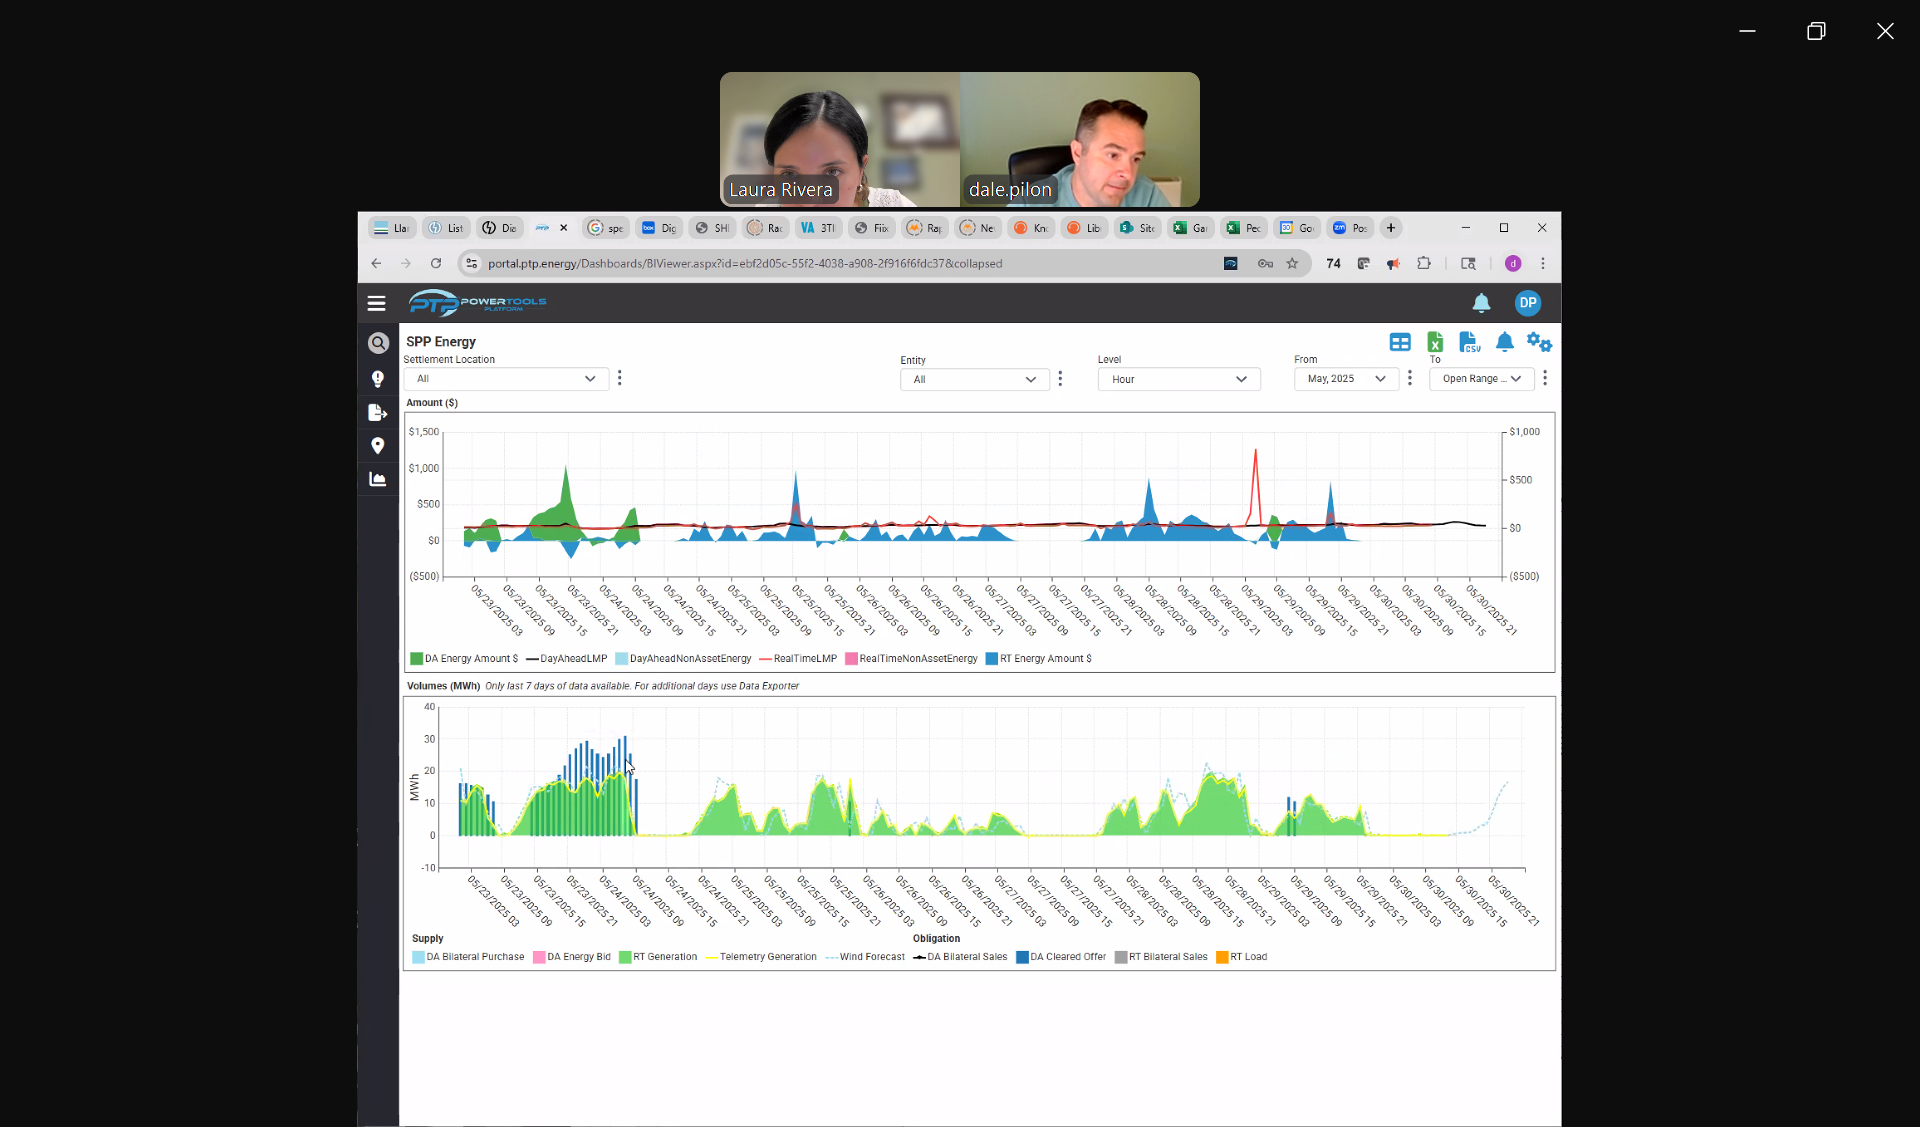 Laura Rivera
dale.pilon
Lla
List
Dia
spe
Dig
SHI
Rac
3TI
Fiix
Rap
Ne
Knc
Lib
Site
Ga
Pec
Go
Pos
portal.ptp.energy/Dashboards/BIViewer.aspx?id=ebf2d05c-55f2-4038-a908-2f916f6fdc37&collapsed
74
d
PTP POWERTOOLS PLATFORM
DP
SPP Energy
Settlement Location
Entity
Level
From
To
All
All
Hour
May, 2025
Open Range ...
Amount ($)
$1,500
$1,000
$500
$0
($500)
$1,000
$500
$0
($500)
05/23/2025 03
05/23/2025 09
05/23/2025 15
05/23/2025 21
05/24/2025 03
05/24/2025 09
05/24/2025 15
05/24/2025 21
05/25/2025 03
05/25/2025 09
05/25/2025 15
05/25/2025 21
05/26/2025 03
05/26/2025 09
05/26/2025 15
05/26/2025 21
05/27/2025 03
05/27/2025 09
05/27/2025 15
05/27/2025 21
05/28/2025 03
05/28/2025 09
05/28/2025 15
05/28/2025 21
05/29/2025 03
05/29/2025 09
05/29/2025 15
05/29/2025 21
05/30/2025 03
05/30/2025 09
05/30/2025 15
05/30/2025 21
DA Energy Amount $ DayAheadLMP DayAheadNonAssetEnergy RealTimeLMP RealTimeNonAssetEnergy RT Energy Amount $
Volumes (MWh) Only last 7 days of data available. For additional days use Data Exporter
MWh
40
30
20
10
0
-10
05/23/2025 03
05/23/2025 09
05/23/2025 15
05/23/2025 21
05/24/2025 03
05/24/2025 09
05/24/2025 15
05/24/2025 21
05/25/2025 03
05/25/2025 09
05/25/2025 15
05/25/2025 21
05/26/2025 03
05/26/2025 09
05/26/2025 15
05/26/2025 21
05/27/2025 03
05/27/2025 09
05/27/2025 15
05/27/2025 21
05/28/2025 03
05/28/2025 09
05/28/2025 15
05/28/2025 21
05/29/2025 03
05/29/2025 09
05/29/2025 15
05/29/2025 21
05/30/2025 03
05/30/2025 09
05/30/2025 15
05/30/2025 21
Supply
Obligation
DA Bilateral Purchase DA Energy Bid RT Generation Telemetry Generation Wind Forecast DA Bilateral Sales DA Cleared Offer RT Bilateral Sales RT Load